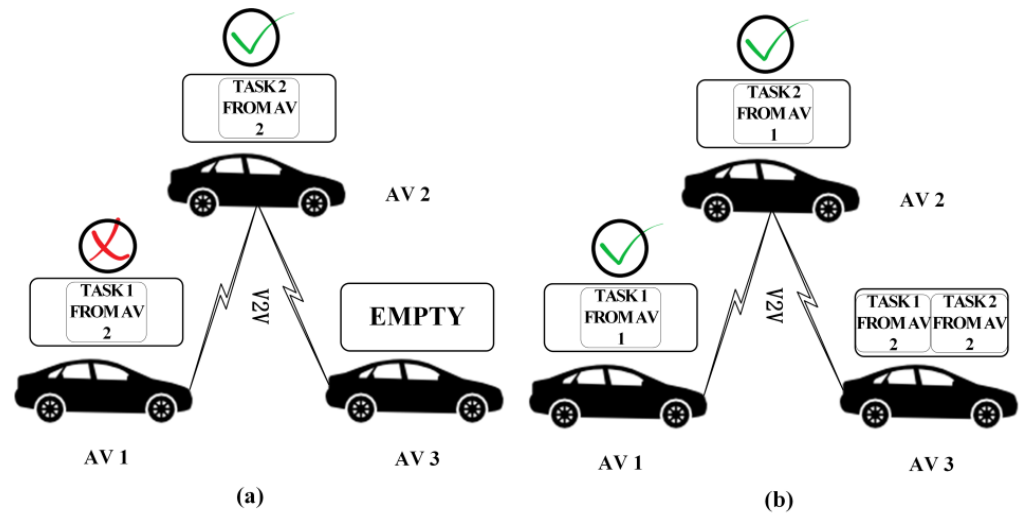 TASK 2
FROM AV
2
AV 2
TASK 1
FROM AV
2
V2V
EMPTY
AV 1
AV 3
(a)
TASK 2
FROM AV
1
AV 2
TASK 1
FROM AV
1
V2V
TASK 1
FROM AV
2
TASK 2
FROM AV
2
AV 1
AV 3
(b)